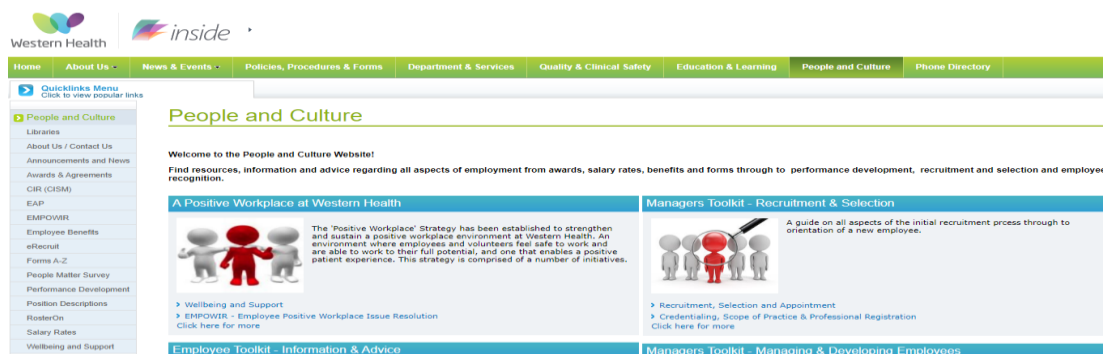 Western Health
inside
Home About Us News & Events Policies, Procedures & Forms Department & Services Quality & Clinical Safety Education & Learning People and Culture Phone Directory
Quicklinks Menu
Click to view popular links
People and Culture
Libraries
About Us / Contact Us
Announcements and News
Awards & Agreements
CIR (CISM)
EAP
EMPOWIR
Employee Benefits
eRecruit
Forms A-Z
People Matter Survey
Performance Development
Position Descriptions
RosterOn
Salary Rates
Wellbeing and Support
People and Culture
Welcome to the People and Culture Website!
Find resources, information and advice regarding all aspects of employment from awards, salary rates, benefits and forms through to performance development, recruitment and selection and employee
recognition.
A Positive Workplace at Western Health
The 'Positive Workplace' Strategy has been established to strengthen
and sustain a positive workplace environment at Western Health. An
environment where employees and volunteers feel safe to work and
are able to work to their full potential, and one that enables a positive
patient experience. This strategy is comprised of a number of initiatives.
Wellbeing and Support
EMPOWIR - Employee Positive Workplace Issue Resolution
Click here for more
Managers Toolkit - Recruitment & Selection
A guide on all aspects of the initial recruitment prcess through to
orientation of a new employee.
Recruitment, Selection and Appointment
Credentialing, Scope of Practice & Professional Registration
Click here for more
Employee Toolkit - Information & Advice
Managers Toolkit - Managing & Developing Employees